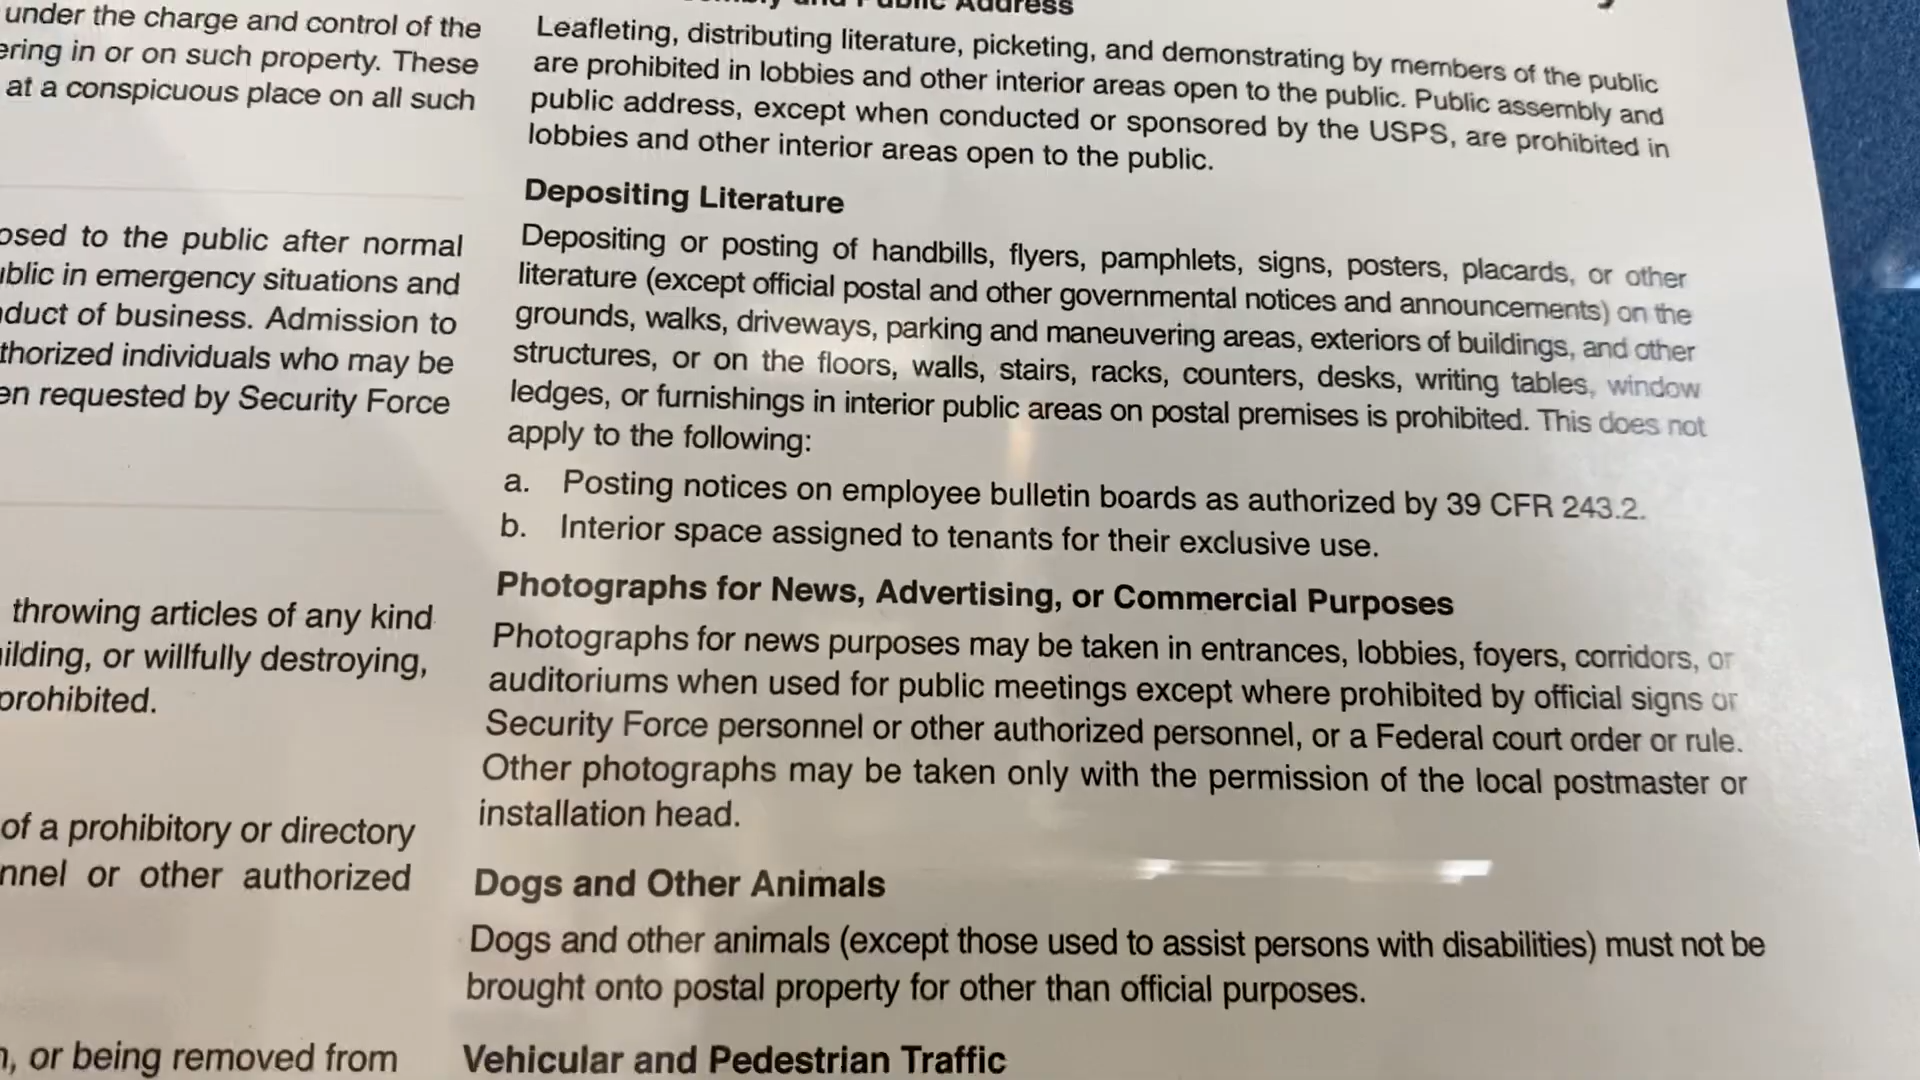 under the charge and control of the
ering in or on such property. These
at a conspicuous place on all such
osed to the public after normal
ublic in emergency situations and
nduct of business. Admission to
thorized individuals who may be
en requested by Security Force
throwing articles of any kind
uilding, or willfully destroying,
prohibited.
of a prohibitory or directory
nnel or other authorized
n, or being removed from
and Public Address
Leafleting, distributing literature, picketing, and demonstrating by members of the public
are prohibited in lobbies and other interior areas open to the public. Public assembly and
public address, except when conducted or sponsored by the USPS, are prohibited in
lobbies and other interior areas open to the public.
Depositing Literature
Depositing or posting of handbills, flyers, pamphlets, signs, posters, placards, or other
literature (except official postal and other governmental notices and announcements) on the
grounds, walks, driveways, parking and maneuvering areas, exteriors of buildings, and other
structures, or on the floors, walls, stairs, racks, counters, desks, writing tables, window
ledges, or furnishings in interior public areas on postal premises is prohibited. This does not
apply to the following:
a. Posting notices on employee bulletin boards as authorized by 39 CFR 243.2.
b. Interior space assigned to tenants for their exclusive use.
Photographs for News, Advertising, or Commercial Purposes
Photographs for news purposes may be taken in entrances, lobbies, foyers, corridors, or
auditoriums when used for public meetings except where prohibited by official signs or
Security Force personnel or other authorized personnel, or a Federal court order or rule.
Other photographs may be taken only with the permission of the local postmaster or
installation head.
Dogs and Other Animals
Dogs and other animals (except those used to assist persons with disabilities) must not be
brought onto postal property for other than official purposes.
Vehicular and Pedestrian Traffic